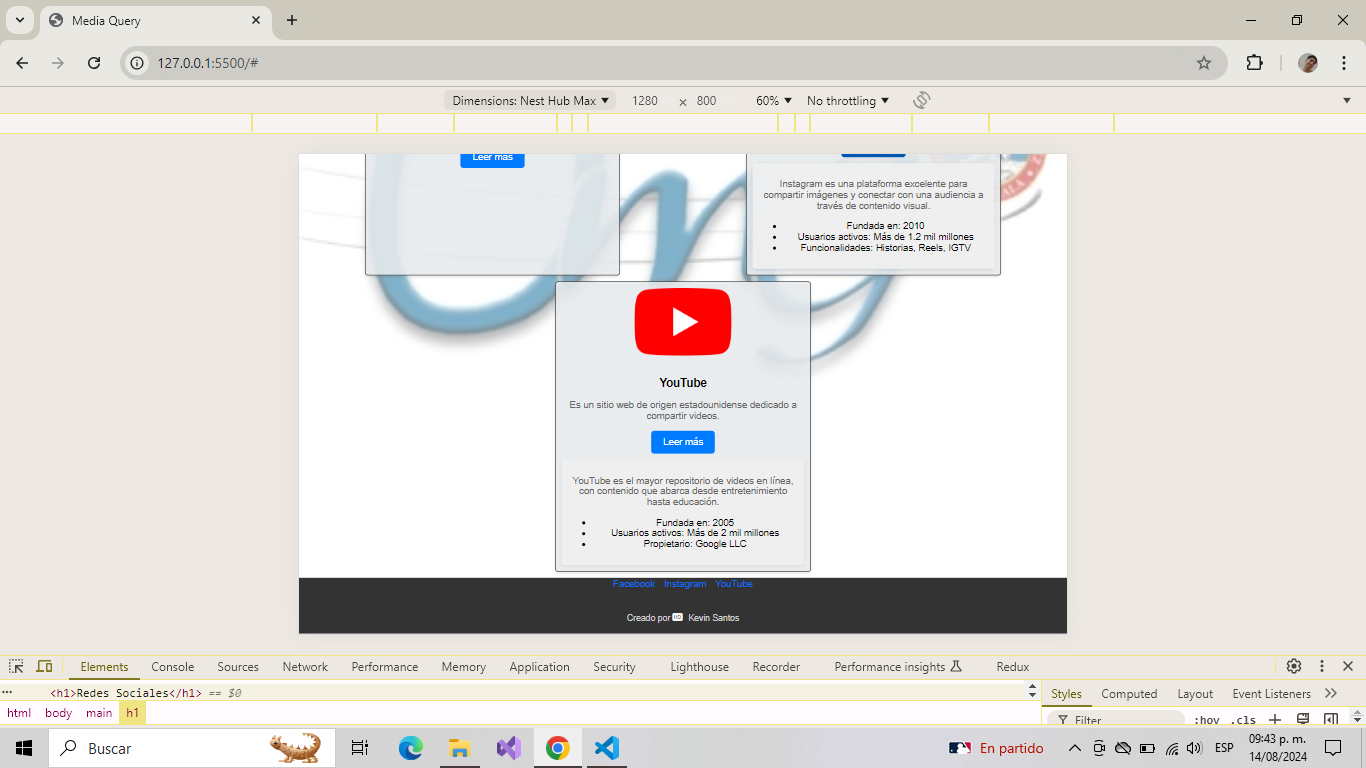 Media Query
127.0.0.1:5500/#
Dimensions: Nest Hub Max 1280 × 800 60% No throttling
Leer más
Instagram es una plataforma excelente para
compartir imágenes y conectar con una audiencia a
través de contenido visual.
Fundada en: 2010
Usuarios activos: Más de 1.2 mil millones
Funcionalidades: Historias, Reels, IGTV
YouTube
Es un sitio web de origen estadounidense dedicado a
compartir videos.
Leer más
YouTube es el mayor repositorio de videos en línea,
con contenido que abarca desde entretenimiento
hasta educación.
Fundada en: 2005
Usuarios activos: Más de 2 mil millones
Propietario: Google LLC
Facebook Instagram YouTube
Creado por HD Kevin Santos
Elements Console Sources Network Performance Memory Application Security Lighthouse Recorder Performance insights Redux
<h1>Redes Sociales</h1> == $0
Styles Computed Layout Event Listeners
html body main h1
Filter :hov .cls
Buscar
En partido
ESP
09:43 p. m.
14/08/2024